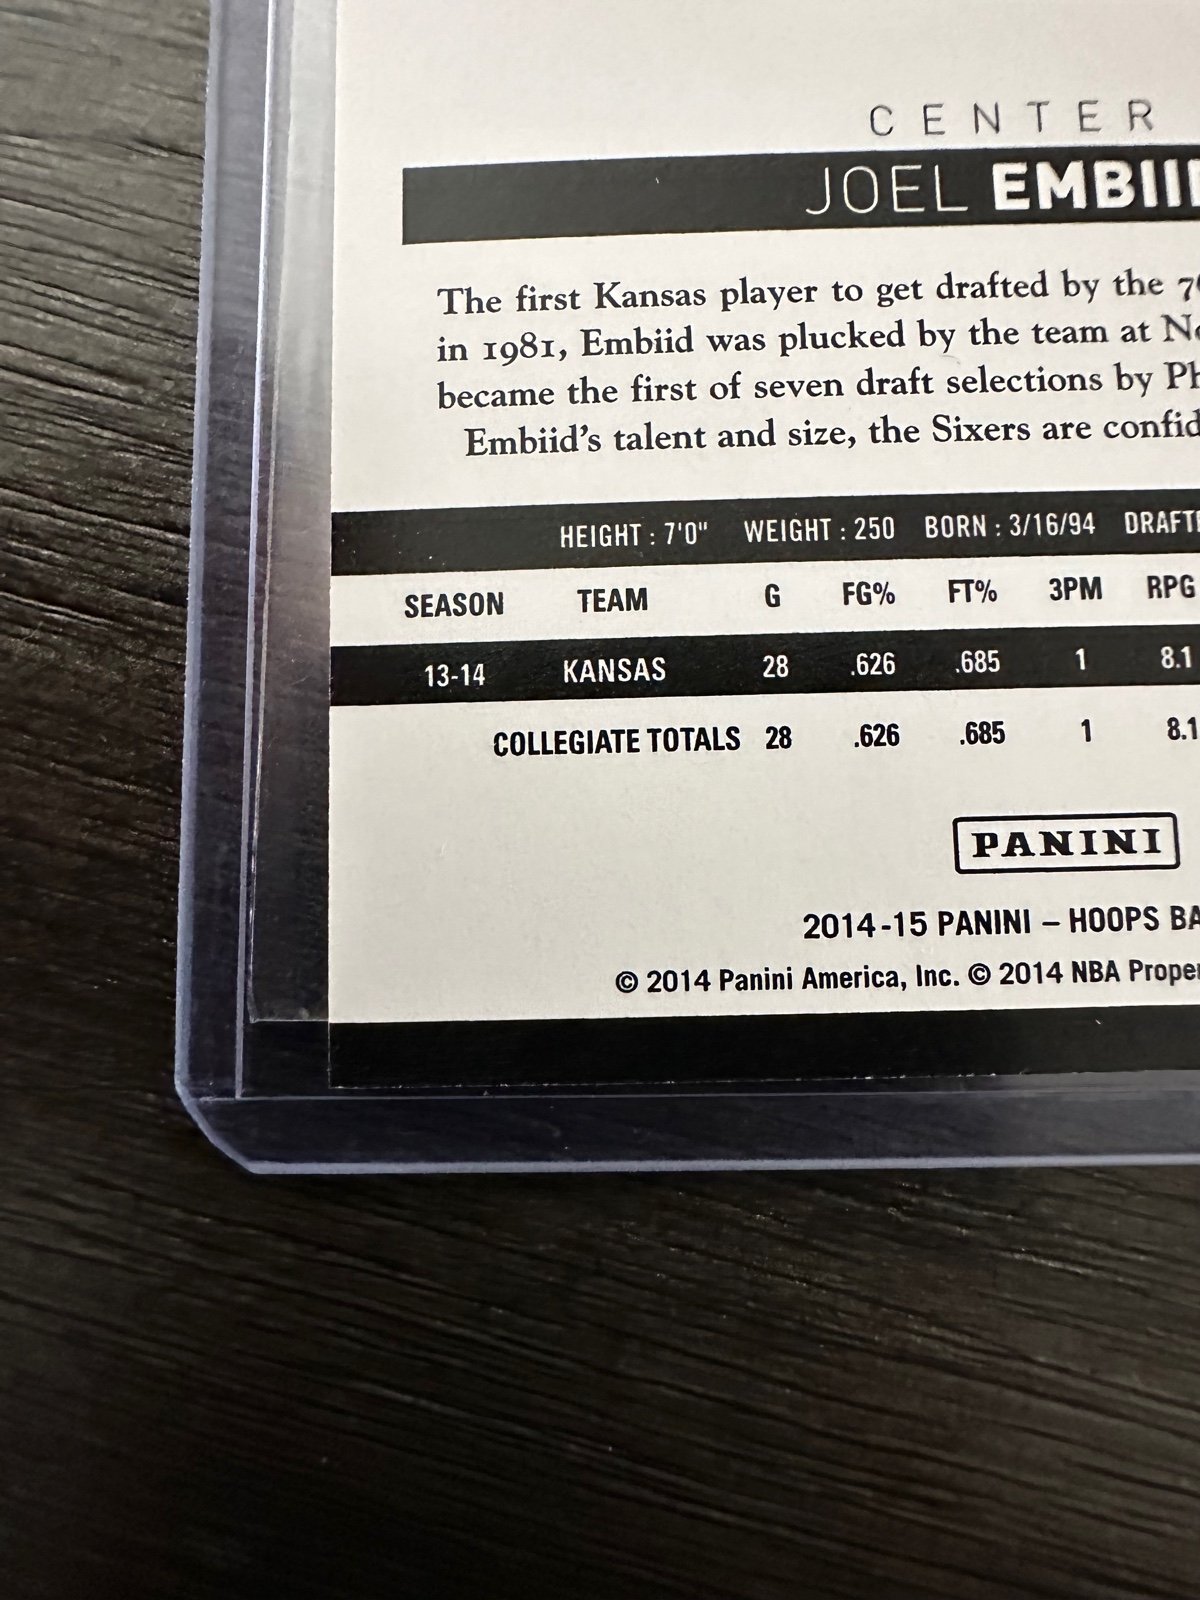 CENTER
JOEL
The first Kansas player to get drafted by the
in 1981, Embiid was plucked by the team at
became the first of seven draft selections by
Embiid's talent and size, the Sixers are
HEIGHT : 7'0" WEIGHT : 250 BORN : 3/16/94
SEASON TEAM G FG% FT% 3PM RPG
13-14 KANSAS 28 .626 .685 1 8.1
COLLEGIATE TOTALS 28 .626 .685 1 8.1
PANINI
2014-15 PANINI – HOOPS
© 2014 Panini America, Inc. © 2014 NBA